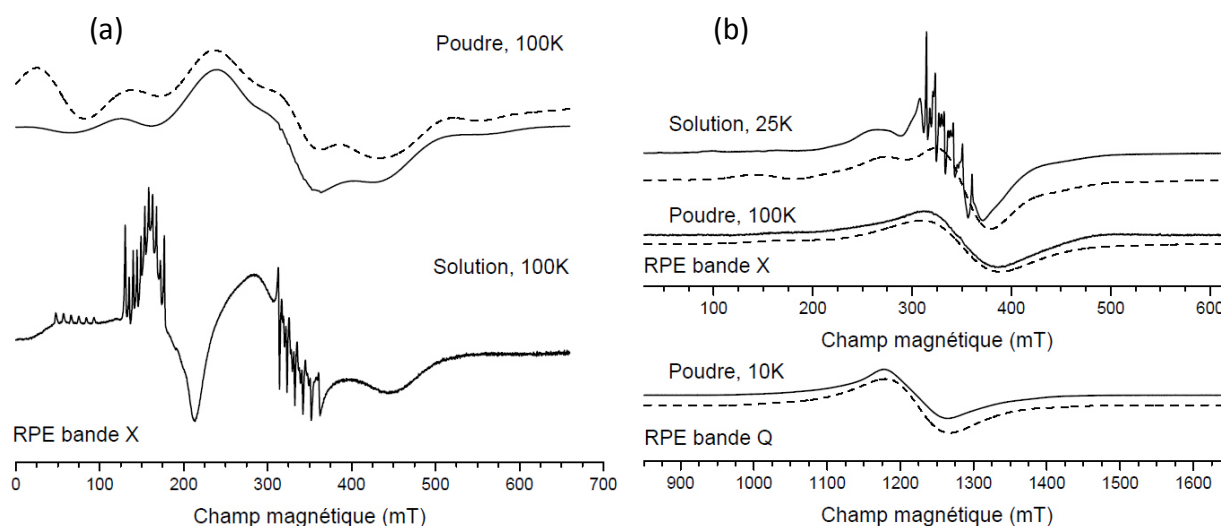 (a)
Poudre, 100K
Solution, 100K
RPE bande X
0 100 200 300 400 500 600 700
Champ magnétique (mT)
(b)
Solution, 25K
Poudre, 100K
RPE bande X
100 200 300 400 500 600
Champ magnétique (mT)
Poudre, 10K
RPE bande Q
900 1000 1100 1200 1300 1400 1500 1600
Champ magnétique (mT)